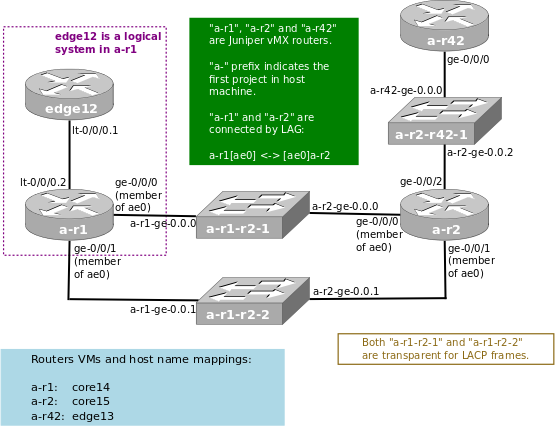 edge12 is a logical
system in a-r1
"a-r1", "a-r2" and "a-r42"
are Juniper vMX routers.
"a-" prefix indicates the
first project in host
machine.
"a-r1" and "a-r2" are
connected by LAG:
a-r1[ae0] <-> [ae0]a-r2
a-r42
ge-0/0/0
a-r42-ge-0.0.0
a-r2-r42-1
a-r2-ge-0.0.2
edge12
lt-0/0/0.1
lt-0/0/0.2
ge-0/0/0
(member
of ae0)
a-r1
a-r1-ge-0.0.0
a-r1-r2-1
a-r2-ge-0.0.0
ge-0/0/2
ge-0/0/0
(member
of ae0)
a-r2
ge-0/0/1
(member
of ae0)
ge-0/0/1
(member
of ae0)
a-r1-ge-0.0.1
a-r1-r2-2
a-r2-ge-0.0.1
Both "a-r1-r2-1" and "a-r1-r2-2"
are transparent for LACP frames.
Routers VMs and host name mappings:
a-r1: core14
a-r2: core15
a-r42: edge13